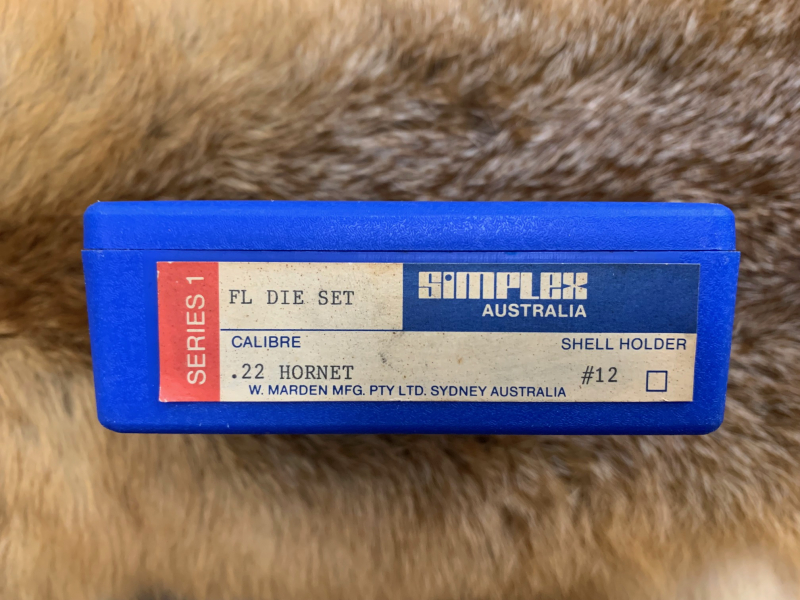 SERIES 1
FL DIE SET
SIMPLEX
AUSTRALIA
CALIBRE
SHELL HOLDER
.22 HORNET
#12
W. MARDEN MFG. PTY LTD. SYDNEY AUSTRALIA